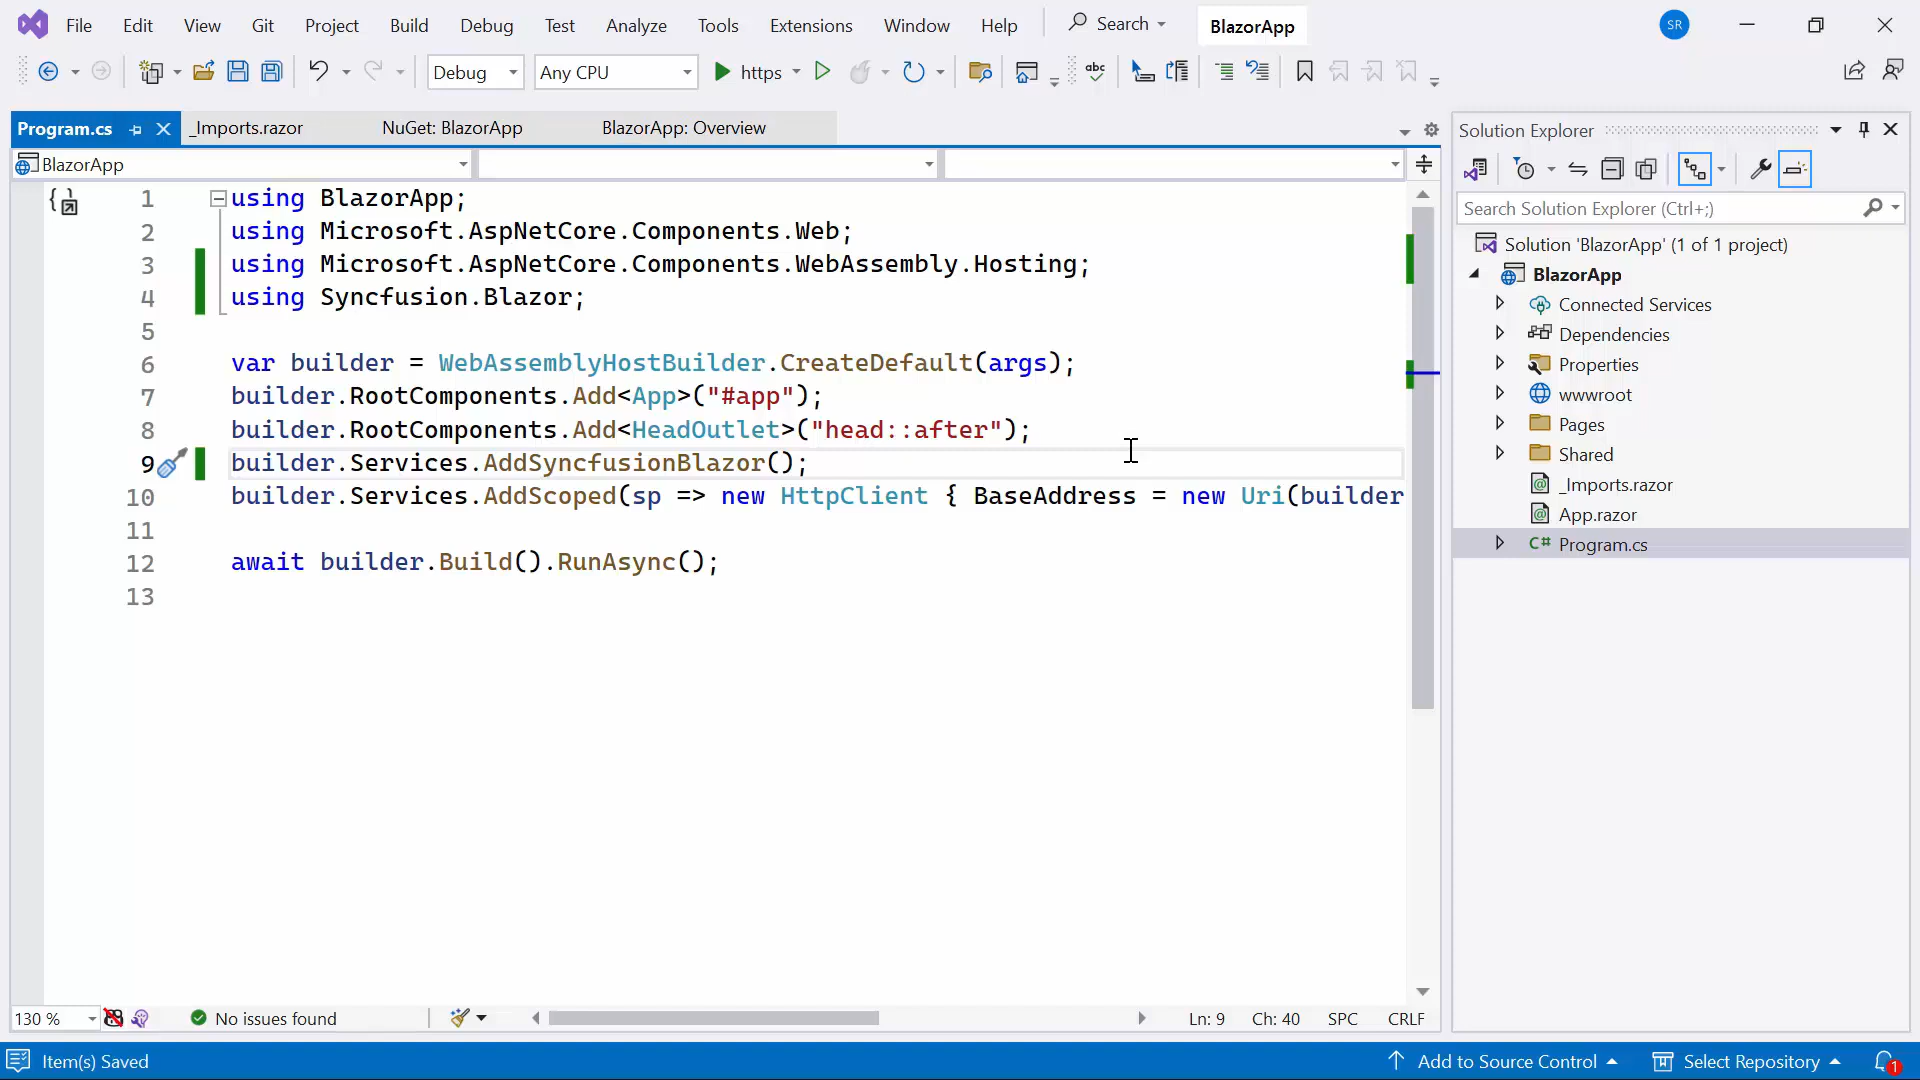 File Edit View Git Project Build Debug Test Analyze Tools Extensions Window Help Search BlazorApp SR
Debug Any CPU https abc
Program.cs _Imports.razor NuGet: BlazorApp BlazorApp: Overview
BlazorApp
1 using BlazorApp;
2 using Microsoft.AspNetCore.Components.Web;
3 using Microsoft.AspNetCore.Components.WebAssembly.Hosting;
4 using Syncfusion.Blazor;
5
6 var builder = WebAssemblyHostBuilder.CreateDefault(args);
7 builder.RootComponents.Add<App>("#app");
8 builder.RootComponents.Add<HeadOutlet>("head::after");
9 builder.Services.AddSyncfusionBlazor();
10 builder.Services.AddScoped(sp => new HttpClient { BaseAddress = new Uri(builder
11
12 await builder.Build().RunAsync();
13
130 % No issues found Ln: 9 Ch: 40 SPC CRLF
Solution Explorer
Search Solution Explorer (Ctrl+;)
Solution 'BlazorApp' (1 of 1 project)
BlazorApp
Connected Services
Dependencies
Properties
wwwroot
Pages
Shared
_Imports.razor
App.razor
C# Program.cs
Item(s) Saved Add to Source Control Select Repository 1